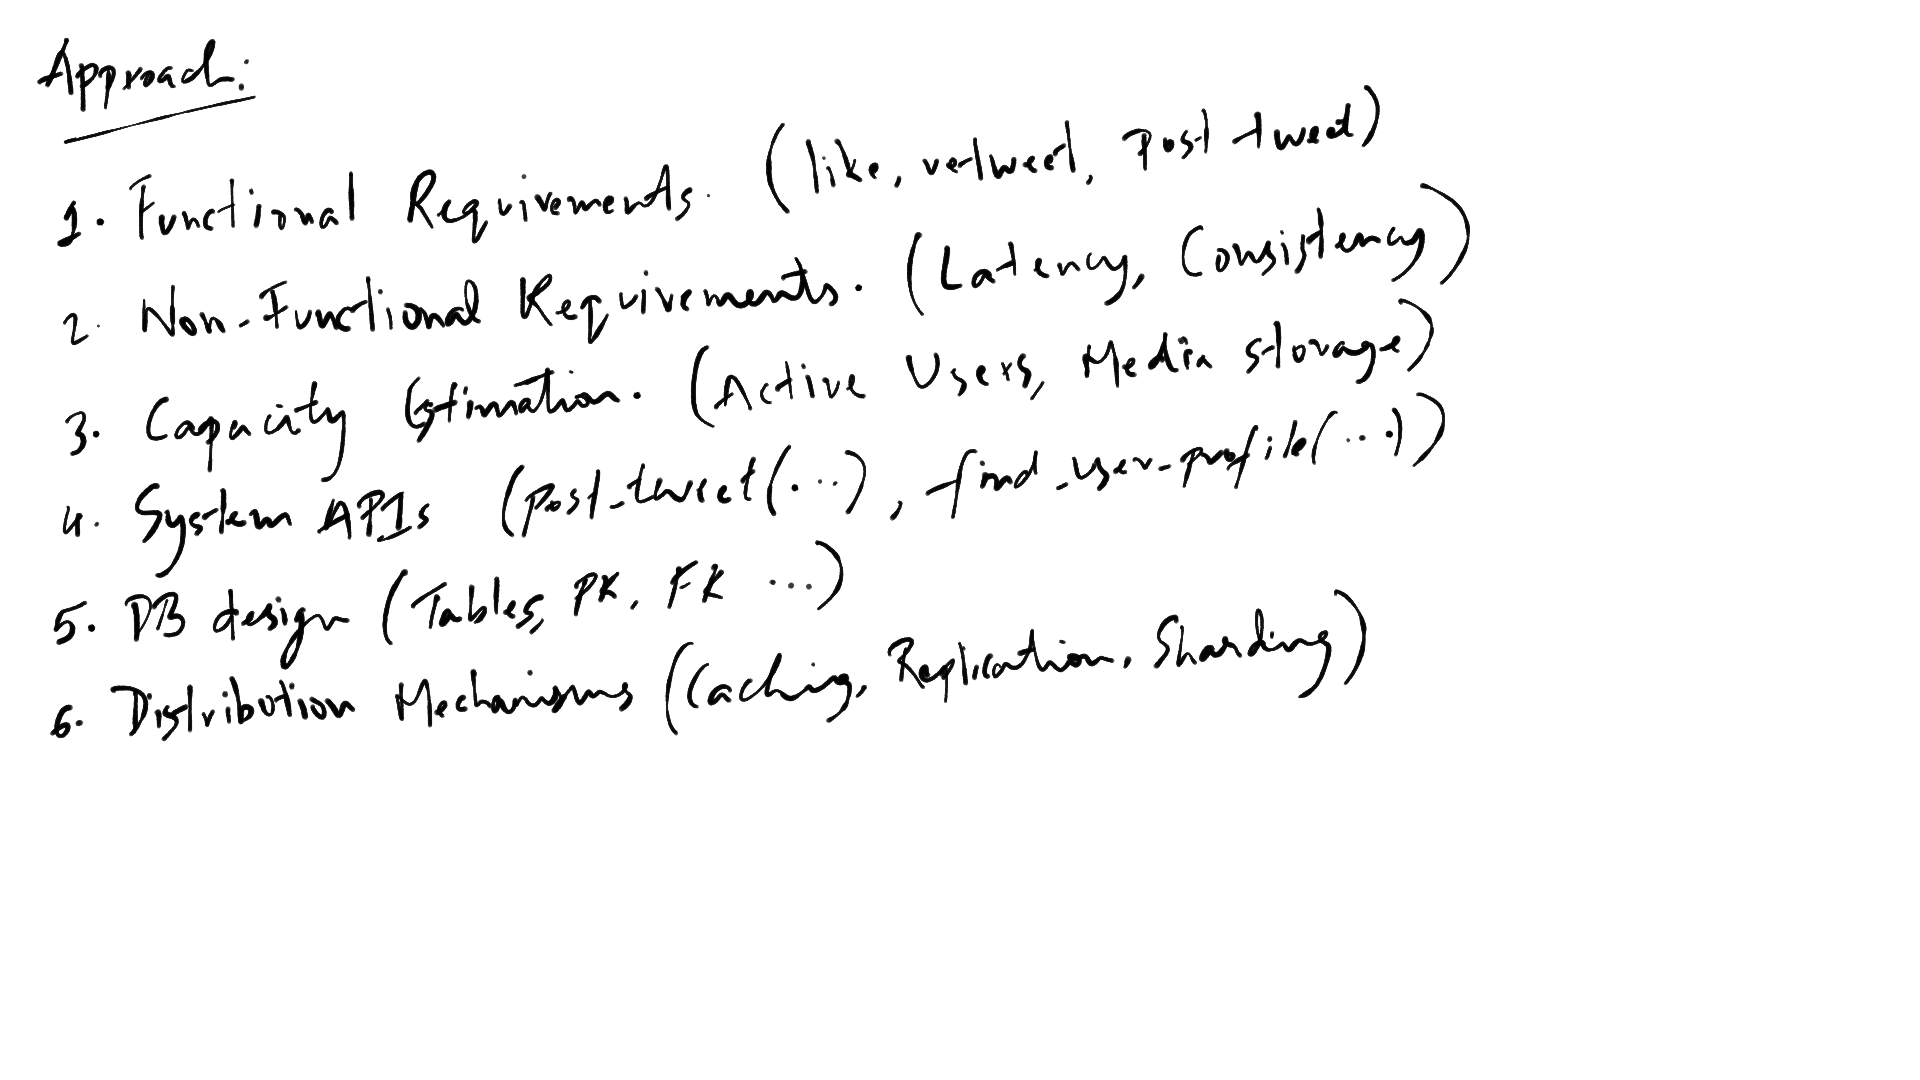 Approach:
1. Functional Requirements. (like, retweet, Post tweet)
2. Non-Functional Requirements. (Latency, Consistency)
3. Capacity Estimation. (Active Users, Media storage)
4. System APIs (post_tweet(...), find_user_profile(...))
5. DB design (Tables, PK, FK ...)
6. Distribution Mechanisms (Caching, Replication, Sharding)